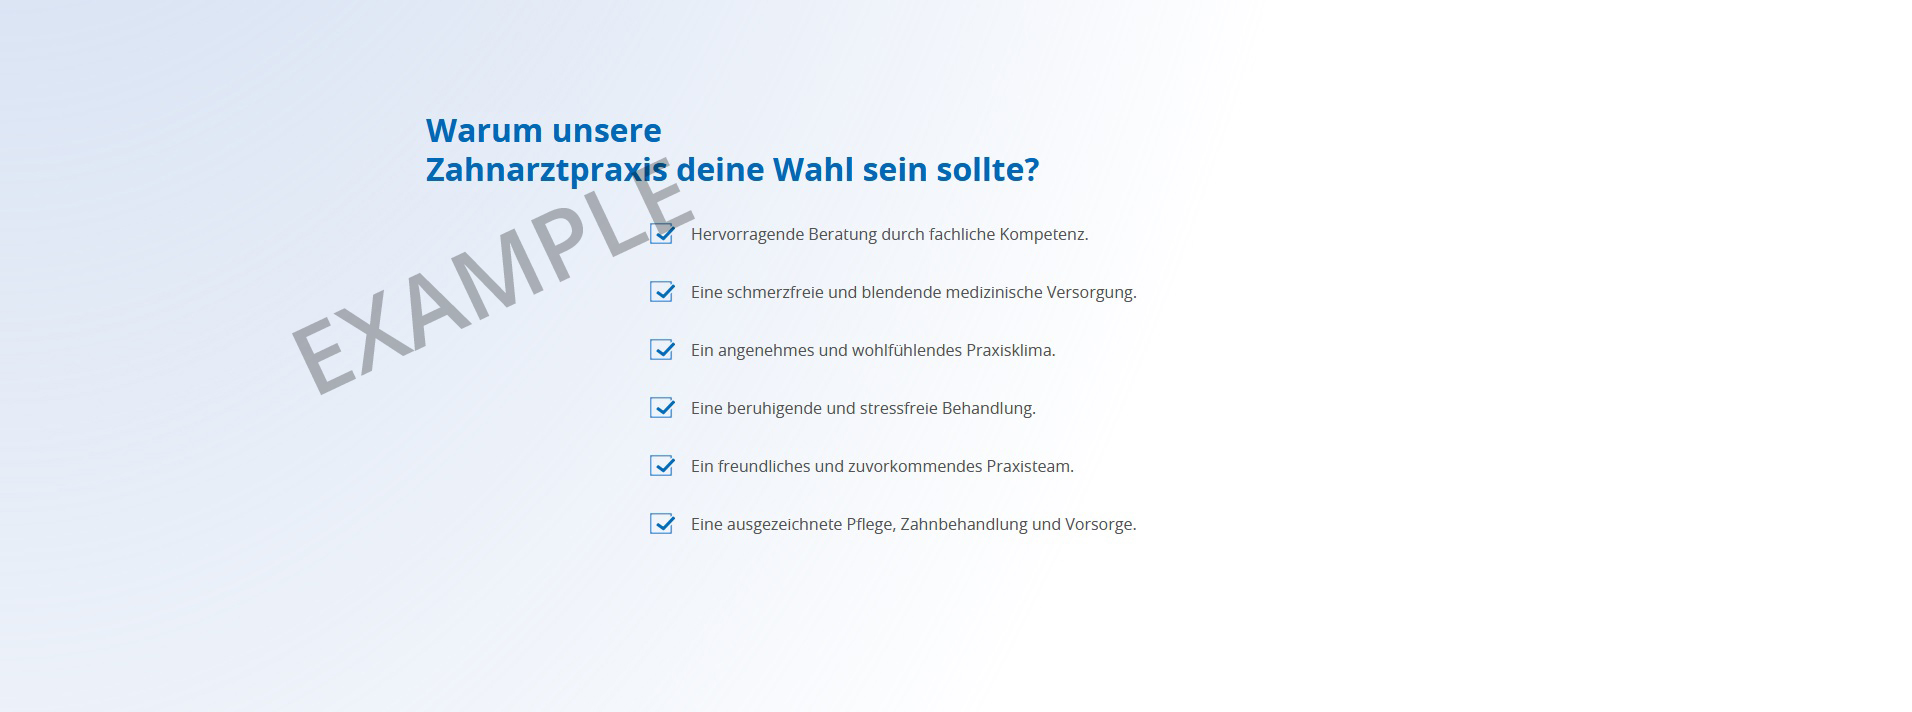 Warum unsere
Zahnarztpraxis deine Wahl sein sollte?
EXAMPLE
Hervorragende Beratung durch fachliche Kompetenz.
Eine schmerzfreie und blendende medizinische Versorgung.
Ein angenehmes und wohlfühlendes Praxisklima.
Eine beruhigende und stressfreie Behandlung.
Ein freundliches und zuvorkommendes Praxisteam.
Eine ausgezeichnete Pflege, Zahnbehandlung und Vorsorge.